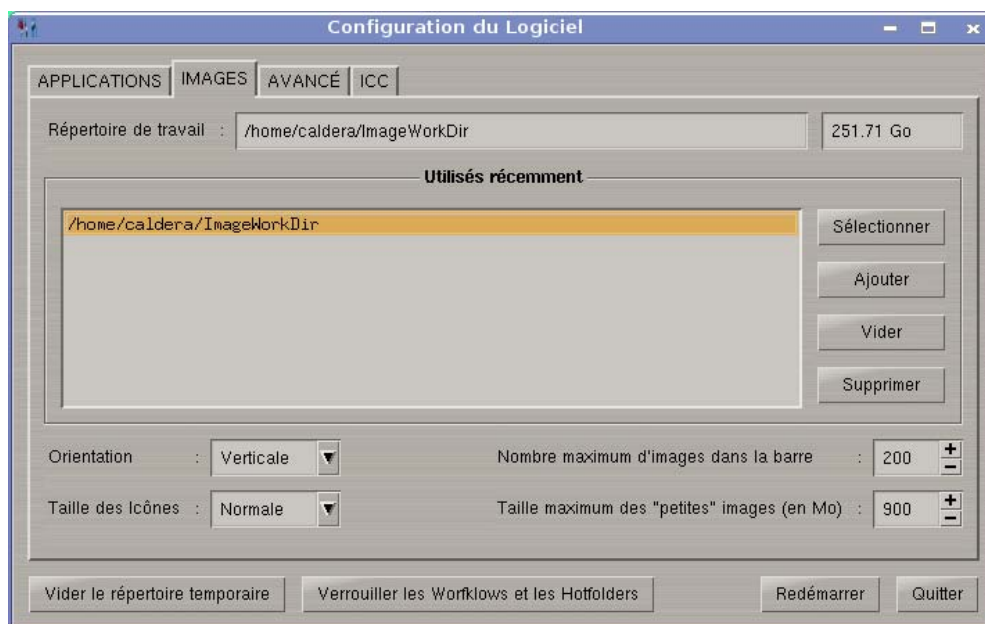 Configuration du Logiciel
APPLICATIONS IMAGES AVANCÉ ICC
Répertoire de travail : /home/caldera/ImageWorkDir 251.71 Go
Utilisés récemment
/home/caldera/ImageWorkDir
Sélectionner
Ajouter
Vider
Supprimer
Orientation : Verticale Nombre maximum d'images dans la barre : 200
Taille des Icônes : Normale Taille maximum des "petites" images (en Mo) : 900
Vider le répertoire temporaire Verrouiller les Worfklows et les Hotfolders Redémarrer Quitter